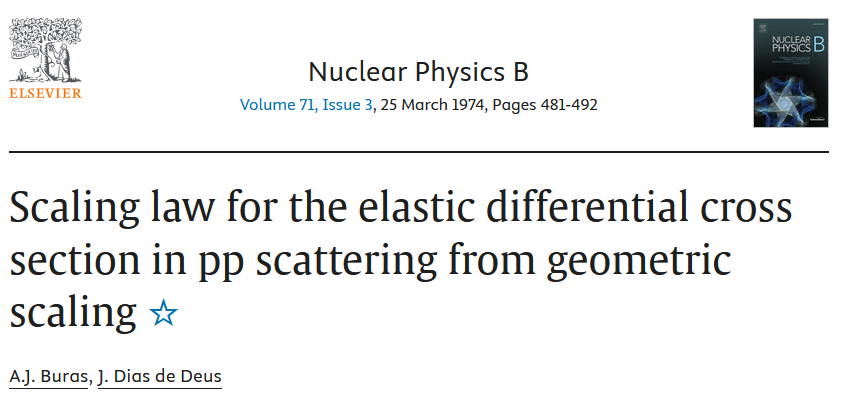 ELSEVIER
Nuclear Physics B
Volume 71, Issue 3, 25 March 1974, Pages 481-492
NUCLEAR
PHYSICS B
Scaling law for the elastic differential cross
section in pp scattering from geometric
scaling ☆
A.J. Buras, J. Dias de Deus